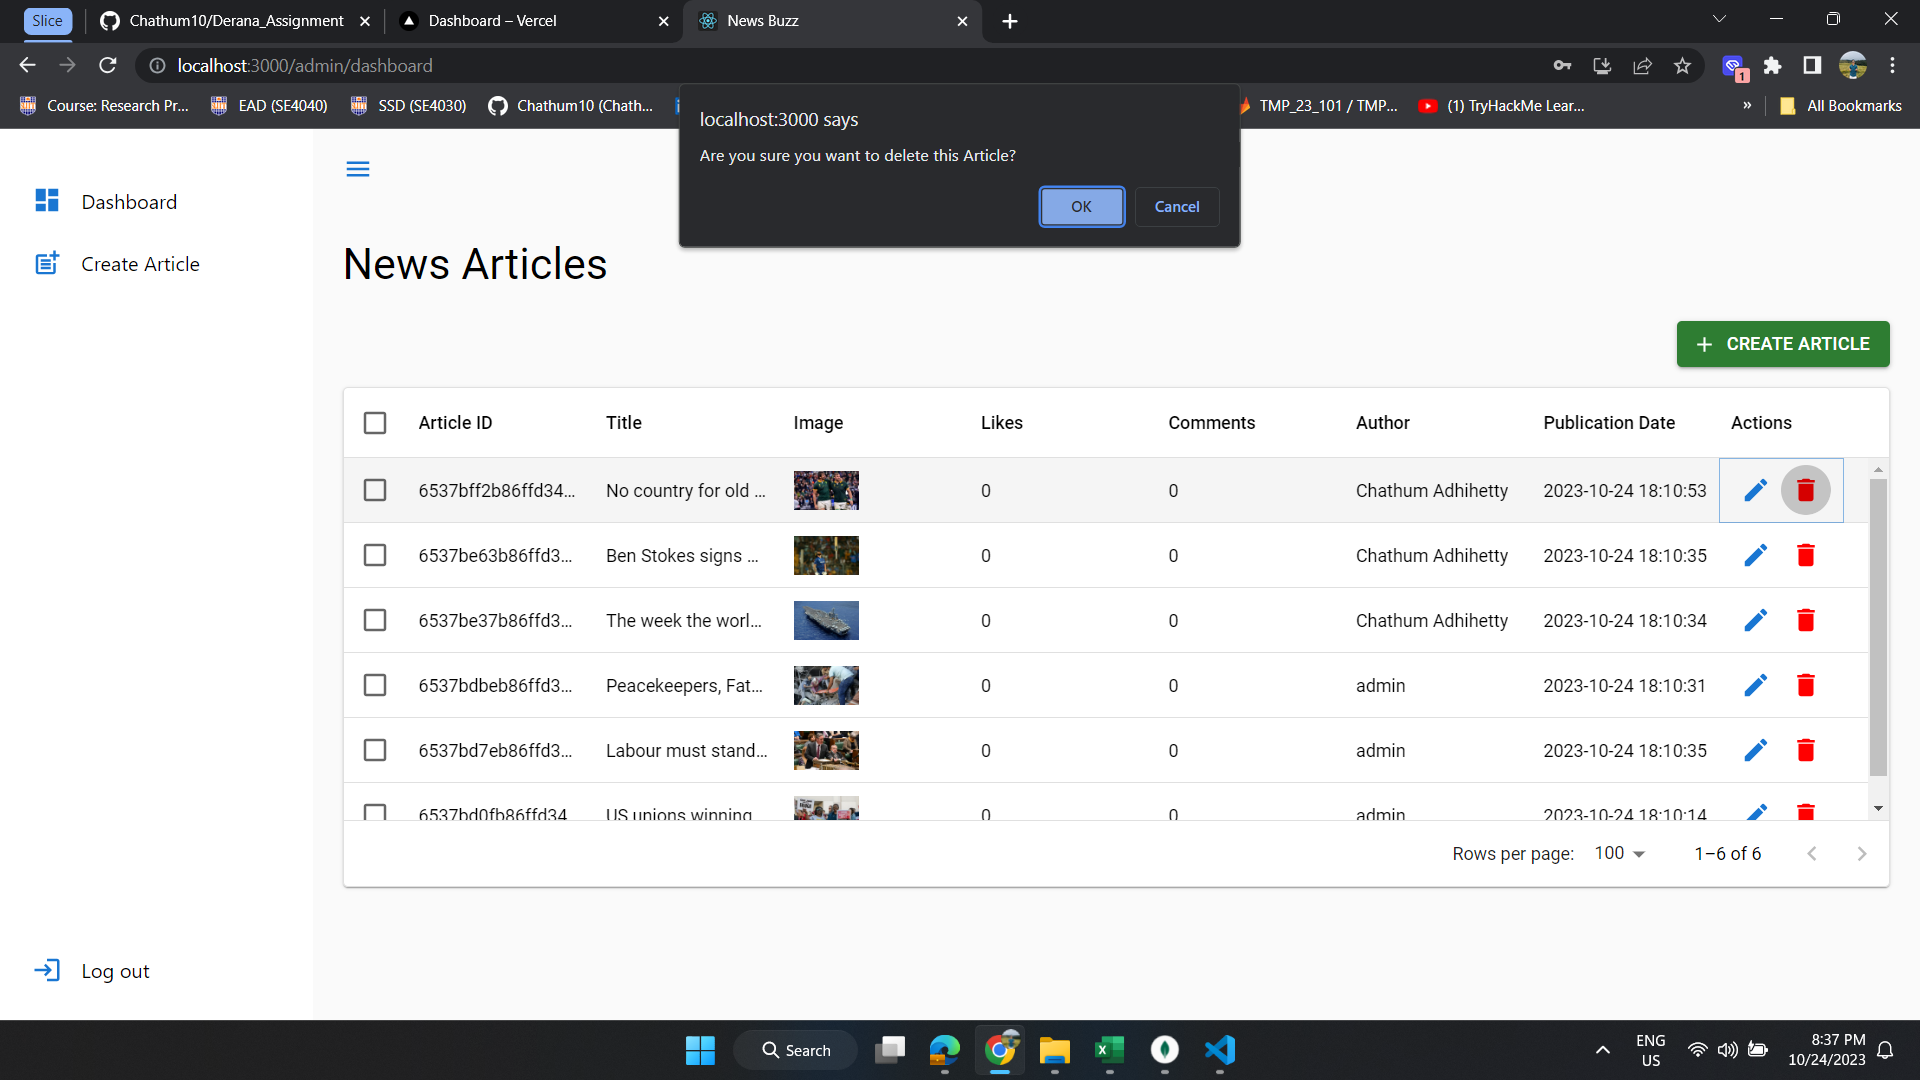 Slice
Chathum10/Derana_Assignment
Dashboard – Vercel
News Buzz
localhost:3000/admin/dashboard
1
Course: Research Pr...
EAD (SE4040)
SSD (SE4030)
Chathum10 (Chath...
TMP_23_101 / TMP...
(1) TryHackMe Lear...
»
All Bookmarks
localhost:3000 says
Are you sure you want to delete this Article?
OK
Cancel
Dashboard
Create Article
Log out
News Articles
+ CREATE ARTICLE
Article ID Title Image Likes Comments Author Publication Date Actions
6537bff2b86ffd34... No country for old ... 0 0 Chathum Adhihetty 2023-10-24 18:10:53
6537be63b86ffd3... Ben Stokes signs ... 0 0 Chathum Adhihetty 2023-10-24 18:10:35
6537be37b86ffd3... The week the worl... 0 0 Chathum Adhihetty 2023-10-24 18:10:34
6537bdbeb86ffd3... Peacekeepers, Fat... 0 0 admin 2023-10-24 18:10:31
6537bd7eb86ffd3... Labour must stand... 0 0 admin 2023-10-24 18:10:35
6537bd0fb86ffd34 US unions winning 0 0 admin 2023-10-24 18:10:14
Rows per page: 100 1–6 of 6
Search
ENG
US
8:37 PM
10/24/2023